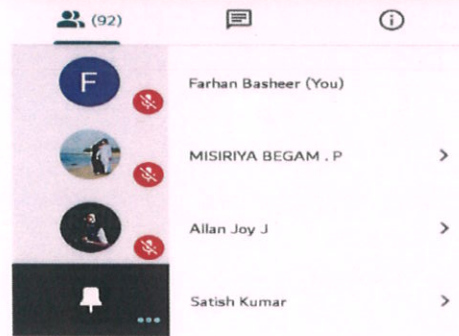 (92)
F
Farhan Basheer (You)
MISIRIYA BEGAM . P
Allan Joy J
Satish Kumar